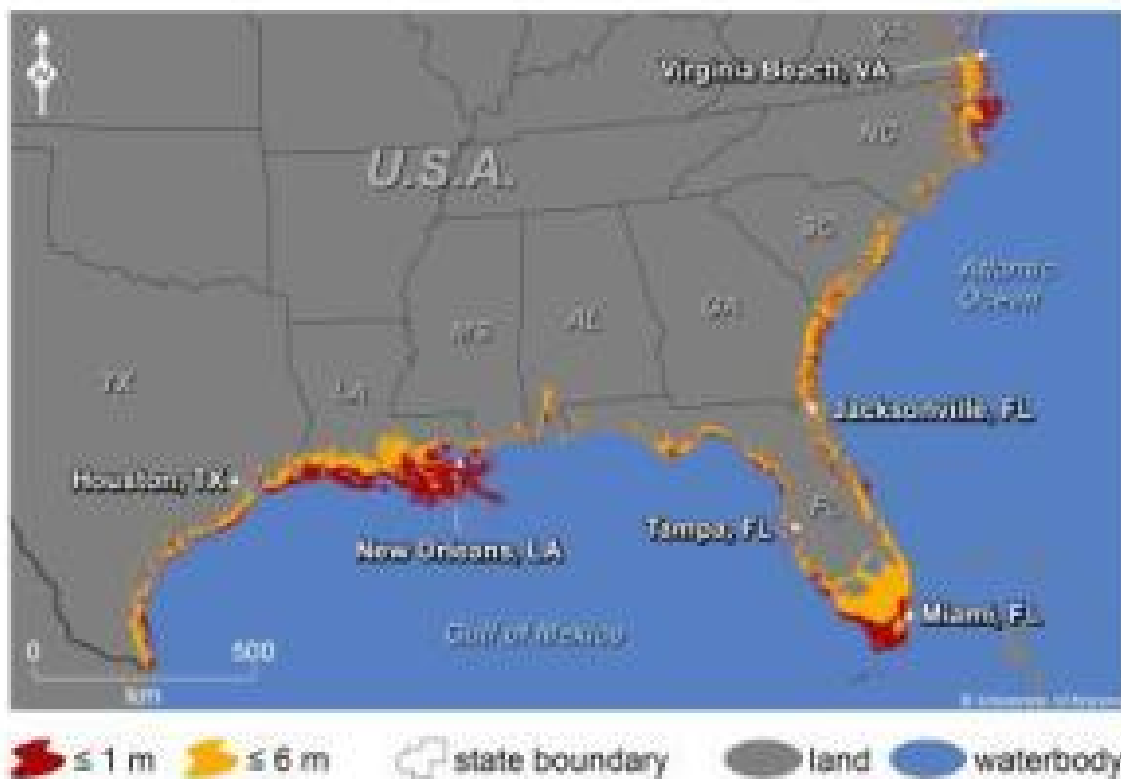 Virginia Beach, VA
NC
U.S.A.
SC
Atlantic
Ocean
MS
AL
GA
TX
LA
Jacksonville, FL
Houston, TX
FL
Tampa, FL
New Orleans, LA
Miami, FL
Gulf of Mexico
0 500
km
≤ 1 m ≤ 6 m state boundary land waterbody